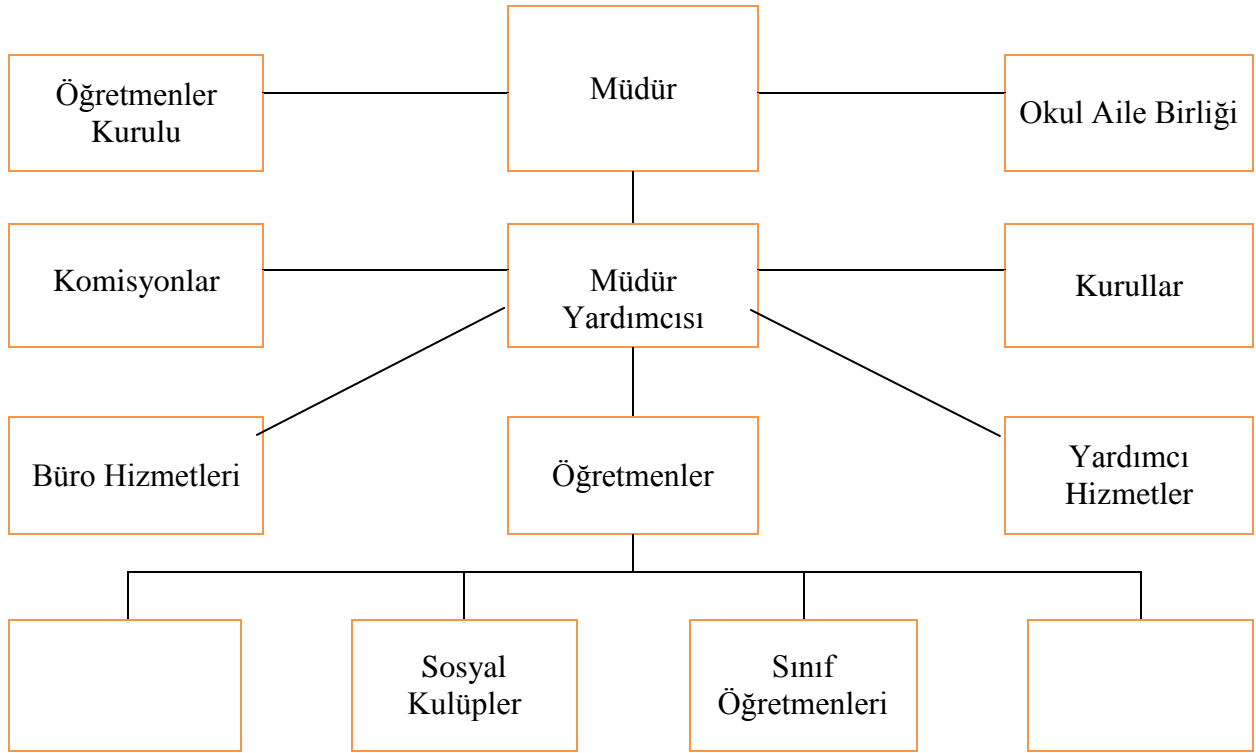 Öğretmenler
Kurulu
Müdür
Okul Aile Birliği
Komisyonlar
Müdür
Yardımcısı
Kurullar
Büro Hizmetleri
Öğretmenler
Yardımcı
Hizmetler
Sosyal
Kulüpler
Sınıf
Öğretmenleri